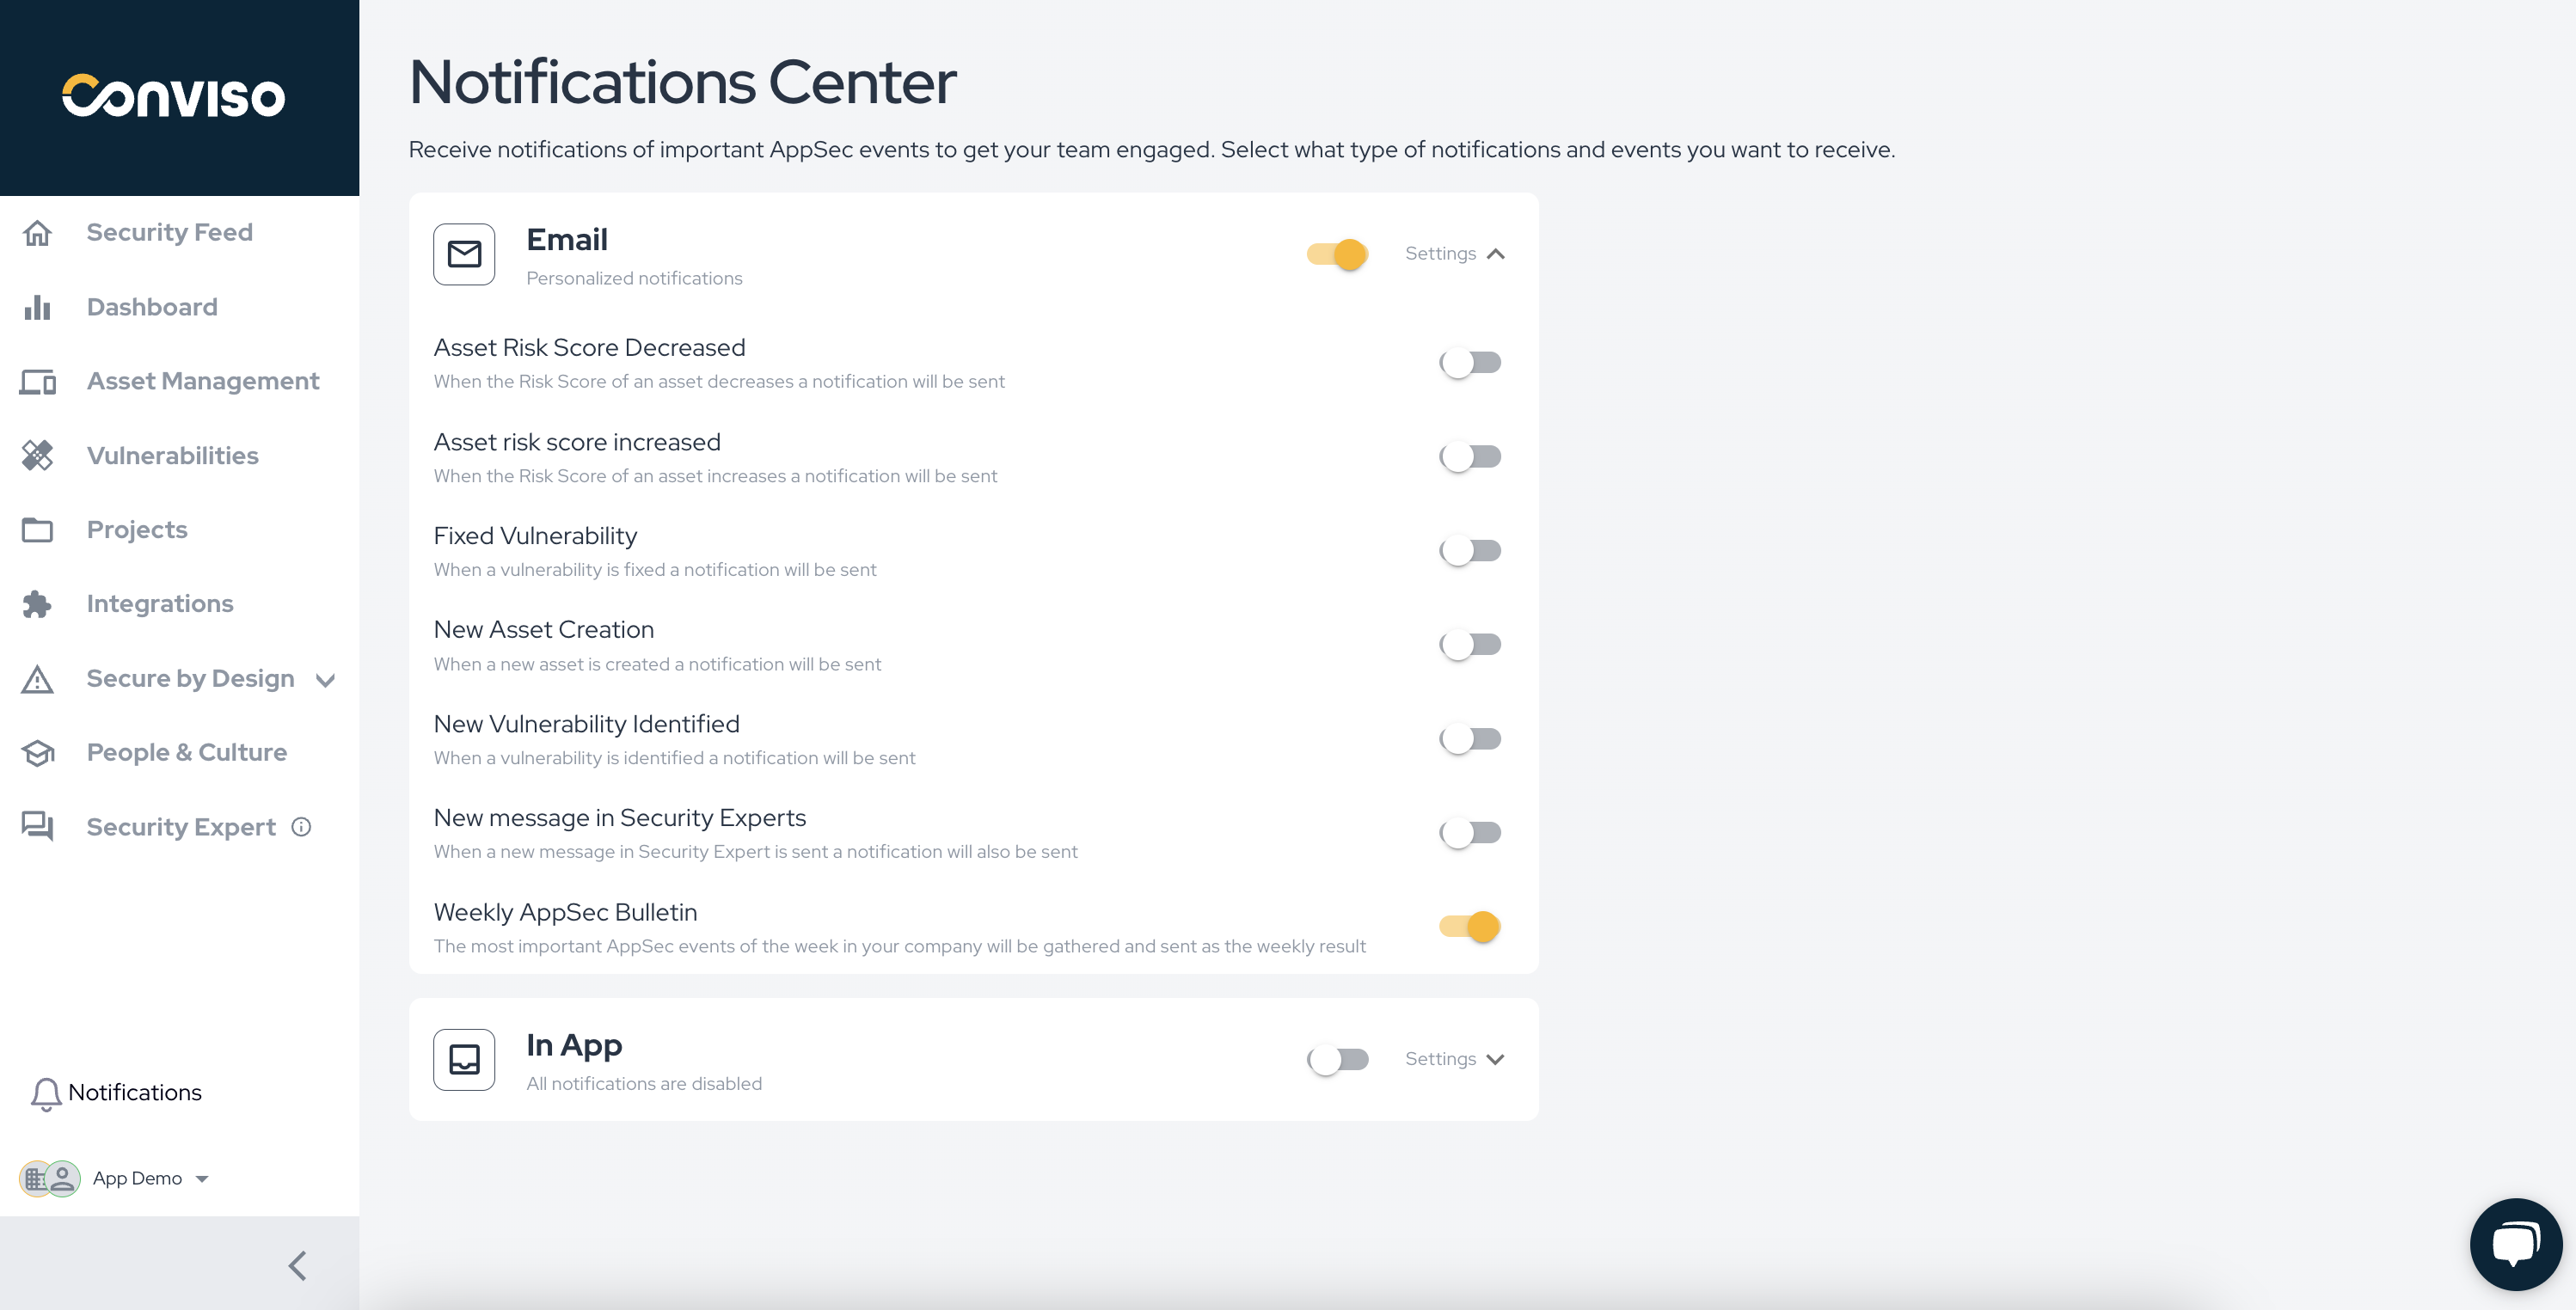 Conviso
Security Feed
Dashboard
Asset Management
Vulnerabilities
Projects
Integrations
Secure by Design
People & Culture
Security Expert
Notifications
App Demo
Notifications Center
Receive notifications of important AppSec events to get your team engaged. Select what type of notifications and events you want to receive.
Email
Personalized notifications
Settings
Asset Risk Score Decreased
When the Risk Score of an asset decreases a notification will be sent
Asset risk score increased
When the Risk Score of an asset increases a notification will be sent
Fixed Vulnerability
When a vulnerability is fixed a notification will be sent
New Asset Creation
When a new asset is created a notification will be sent
New Vulnerability Identified
When a vulnerability is identified a notification will be sent
New message in Security Experts
When a new message in Security Expert is sent a notification will also be sent
Weekly AppSec Bulletin
The most important AppSec events of the week in your company will be gathered and sent as the weekly result
In App
All notifications are disabled
Settings